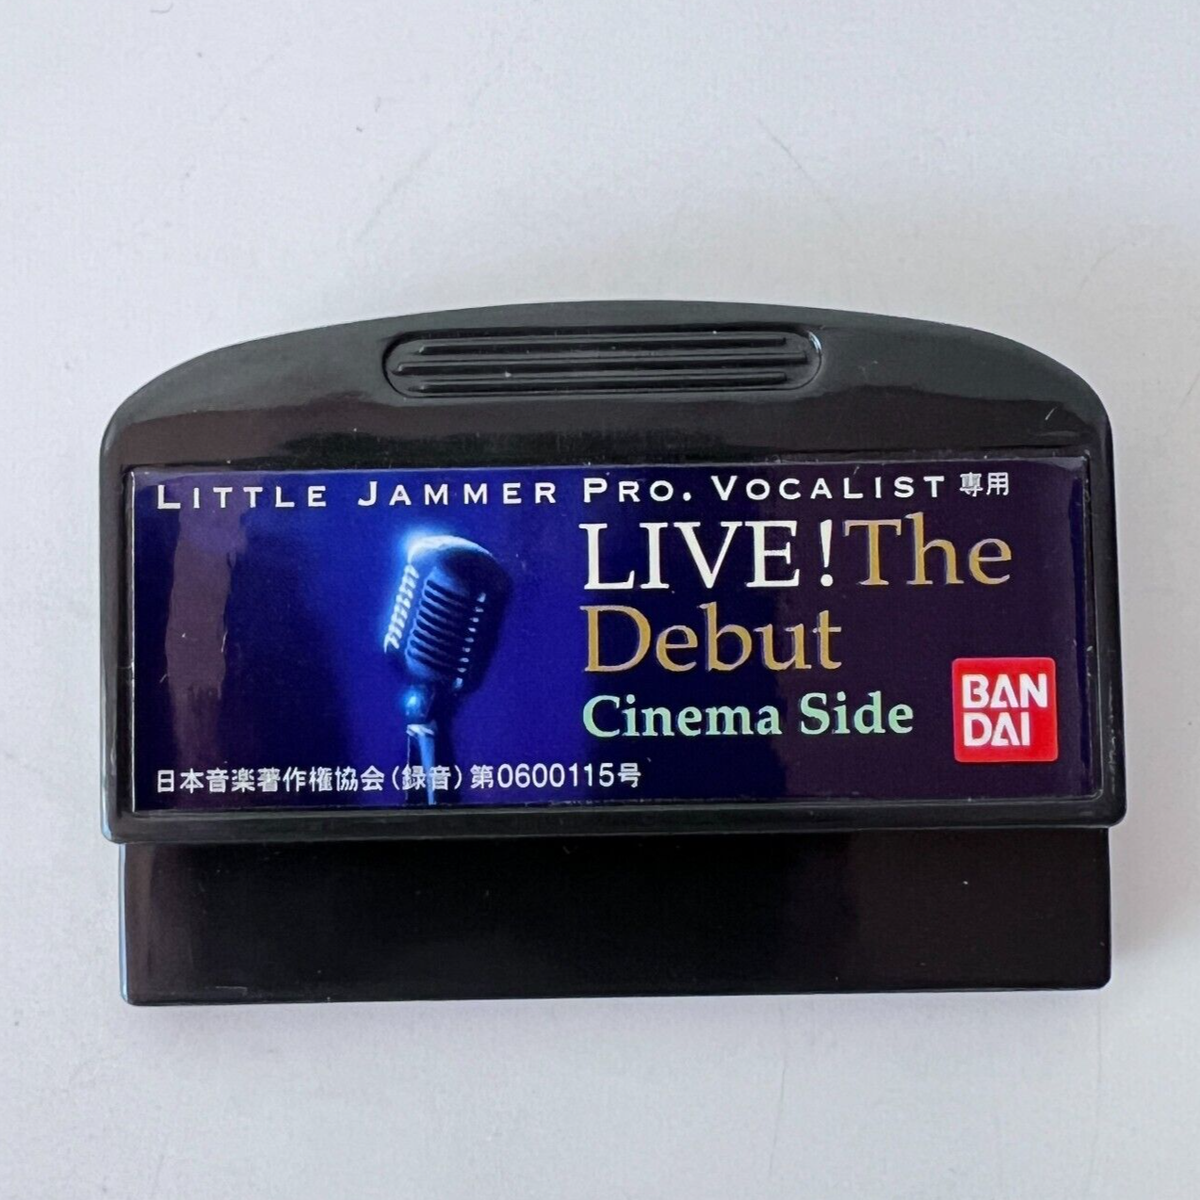 LITTLE JAMMER PRO. VOCALIST 専用
LIVE!The
Debut
Cinema Side
BAN
DAI
日本音楽著作権協会(録音)第0600115号